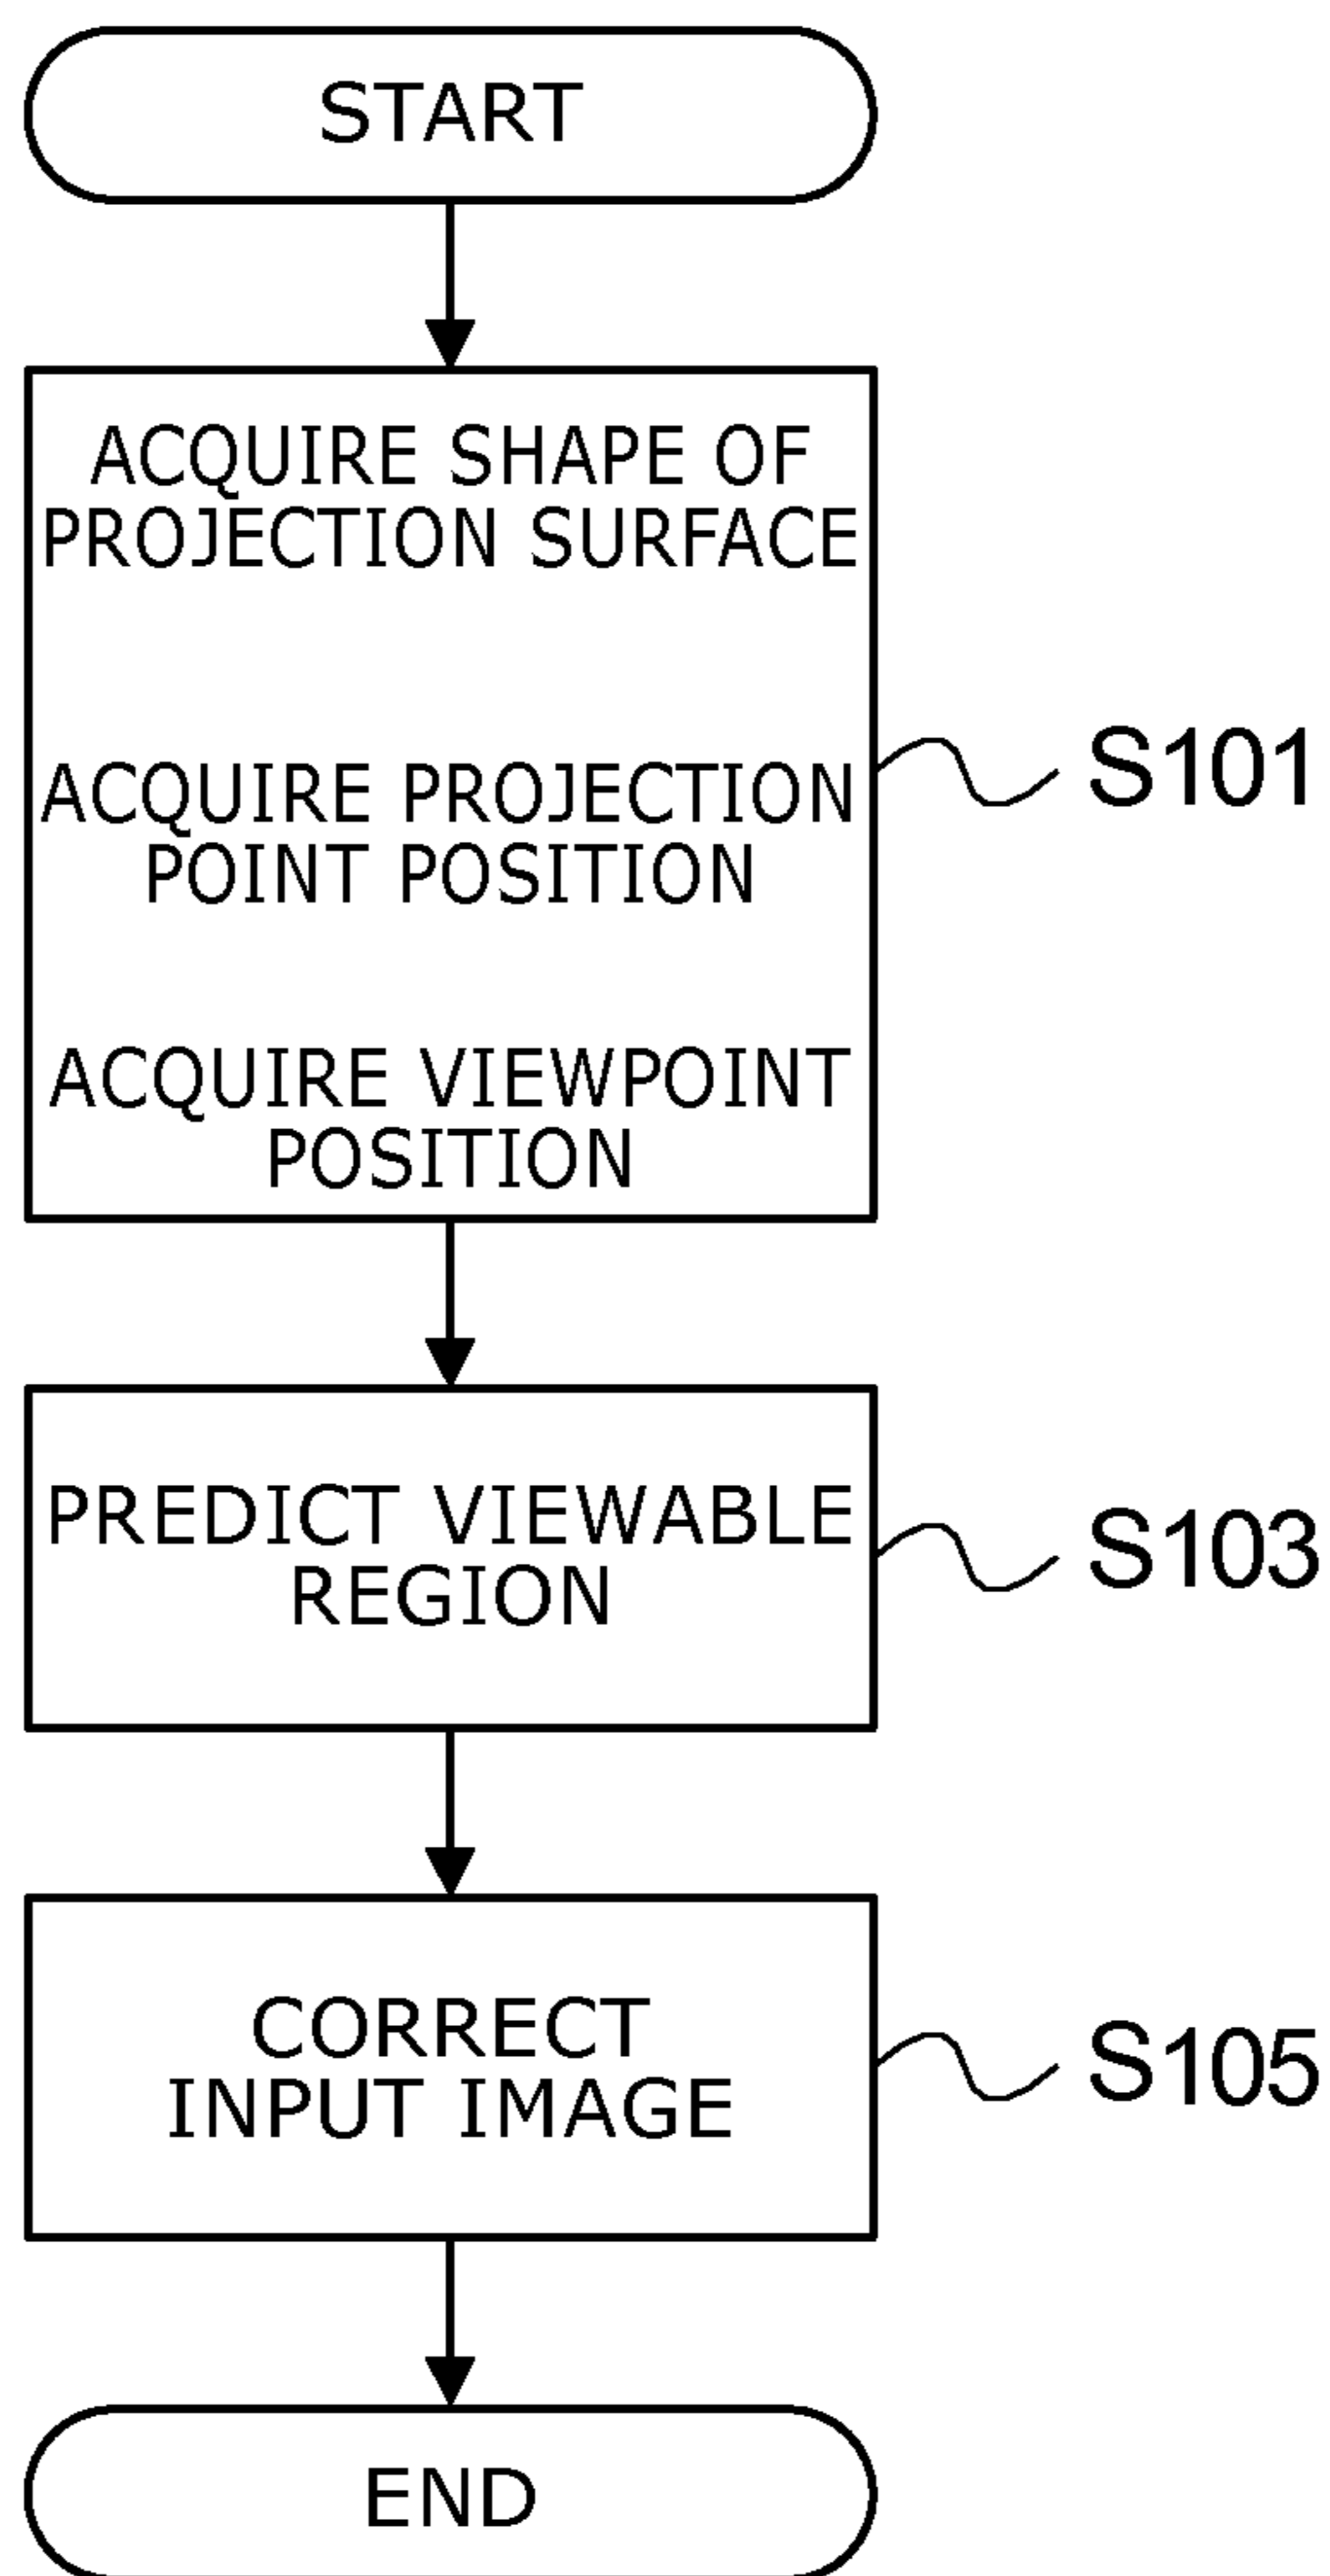 START
ACQUIRE SHAPE OF
PROJECTION SURFACE
ACQUIRE PROJECTION
POINT POSITION
ACQUIRE VIEWPOINT
POSITION
S101
PREDICT VIEWABLE
REGION
S103
CORRECT
INPUT IMAGE
S105
END